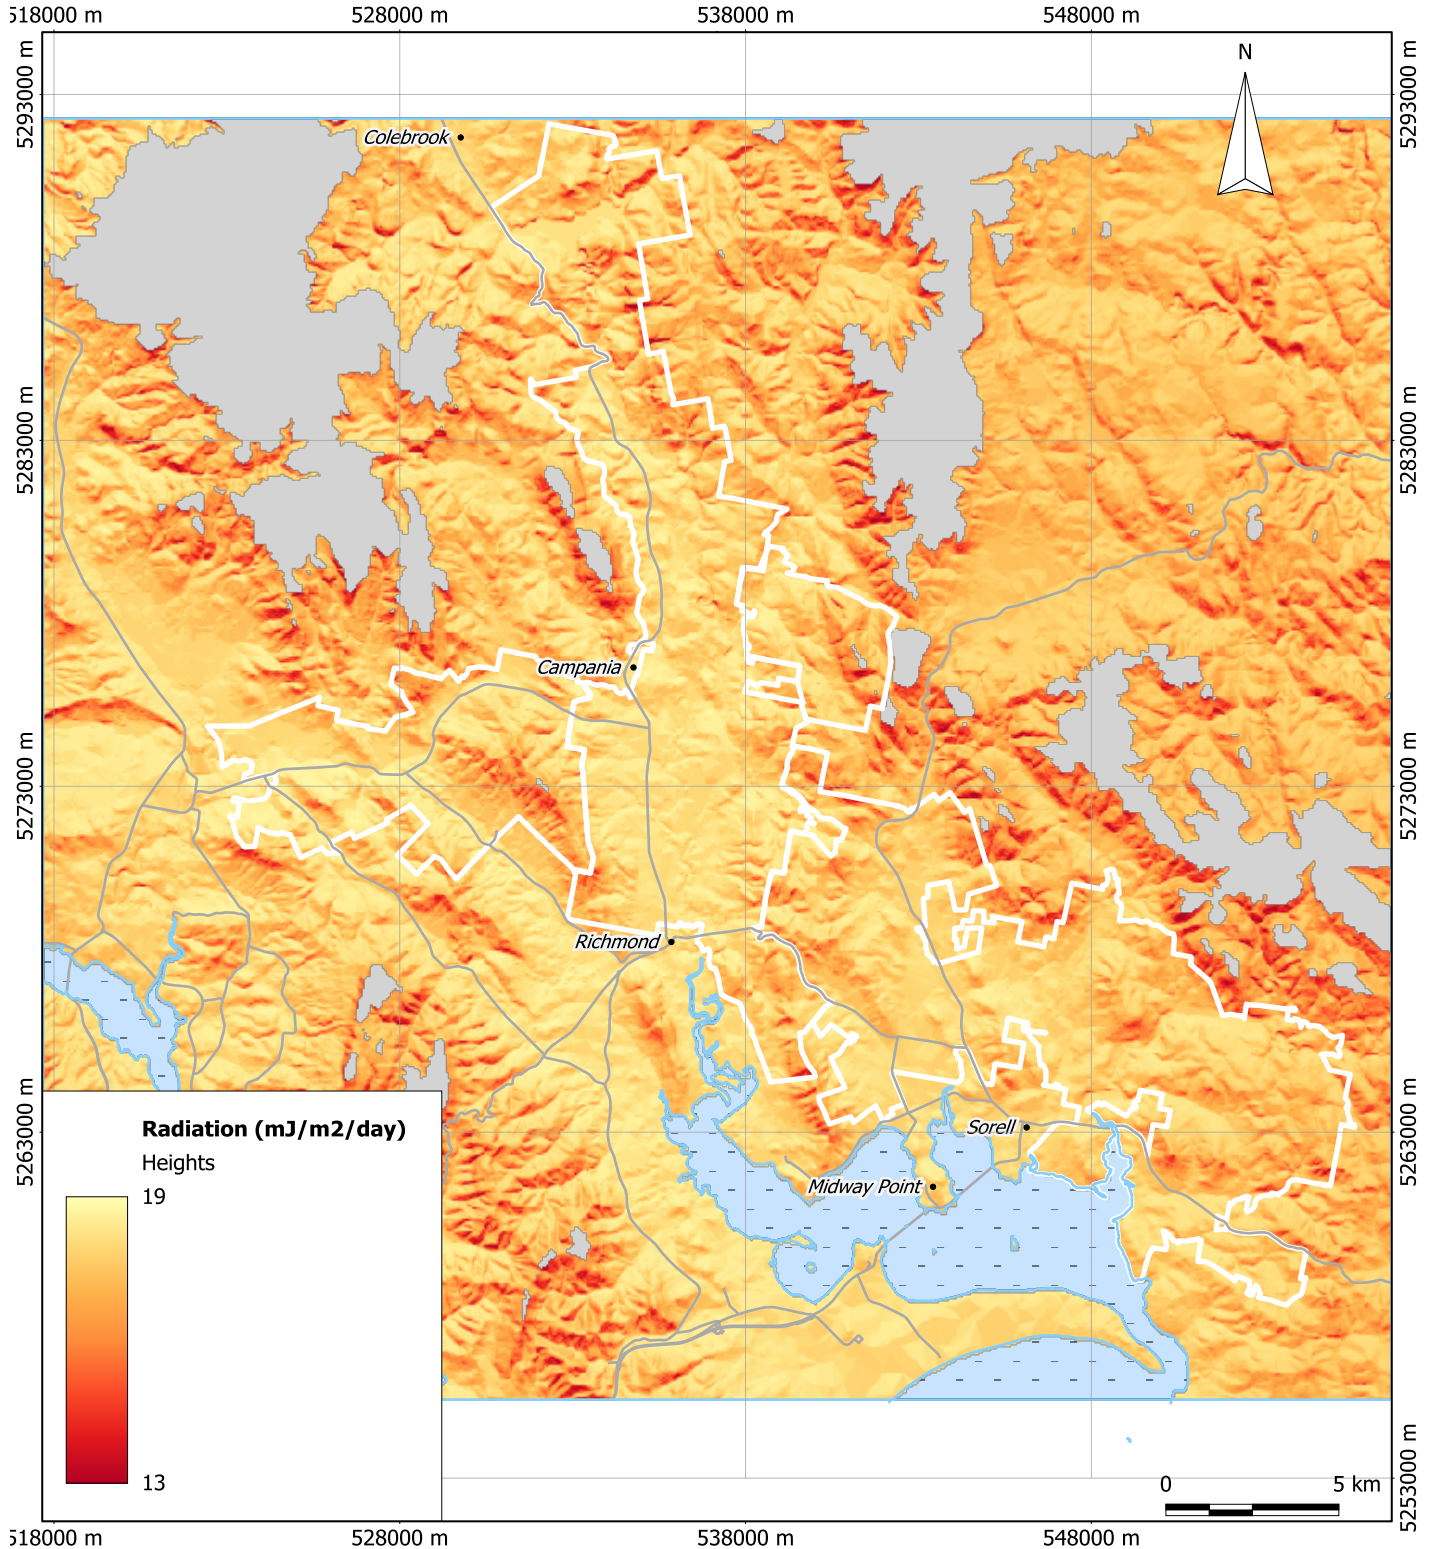 518000 m
528000 m
538000 m
548000 m
N
5293000 m
5293000 m
Colebrook
5283000 m
5283000 m
Campania
5273000 m
5273000 m
Richmond
5263000 m
5263000 m
Sorell
Midway Point
Radiation (mJ/m2/day)
Heights
19
13
0
5 km
5253000 m
518000 m
528000 m
538000 m
548000 m